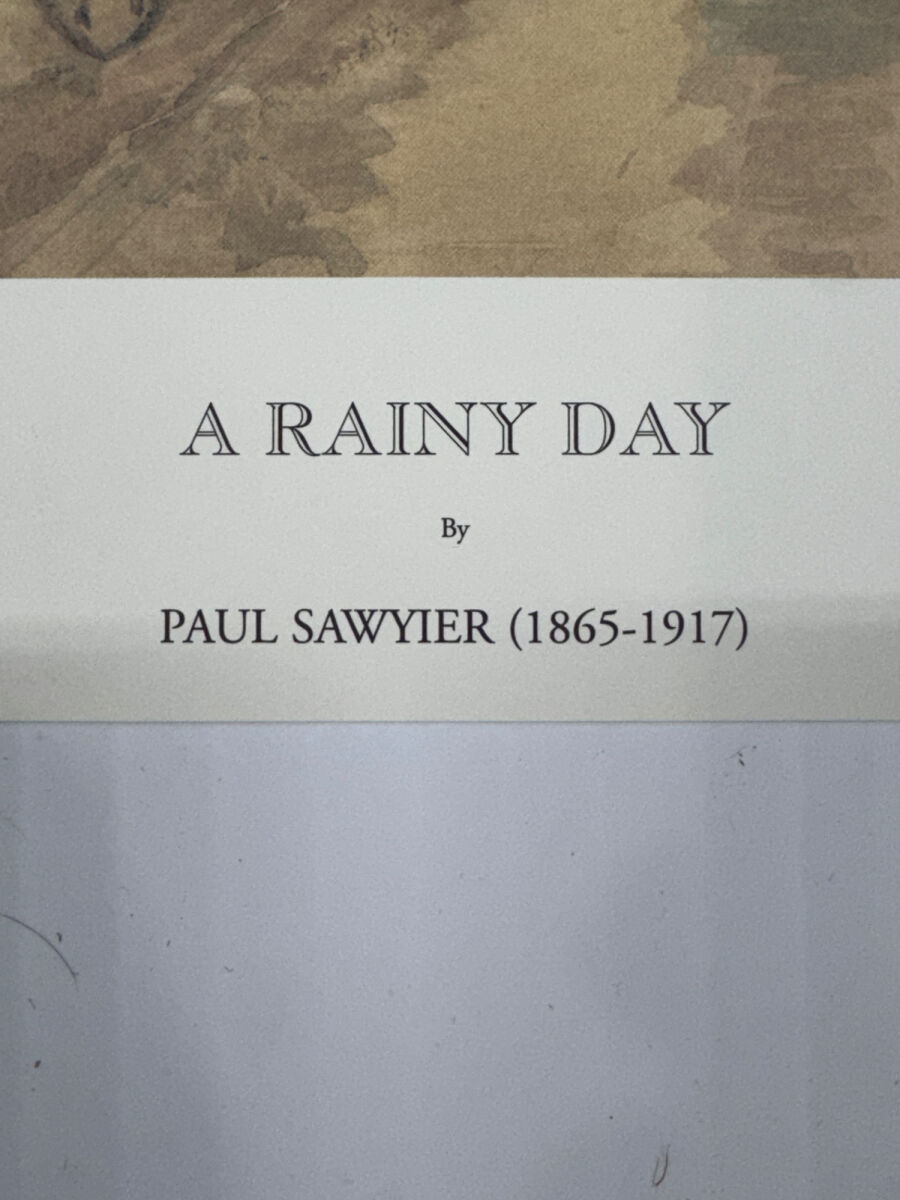 A RAINY DAY
By
PAUL SAWYIER (1865-1917)